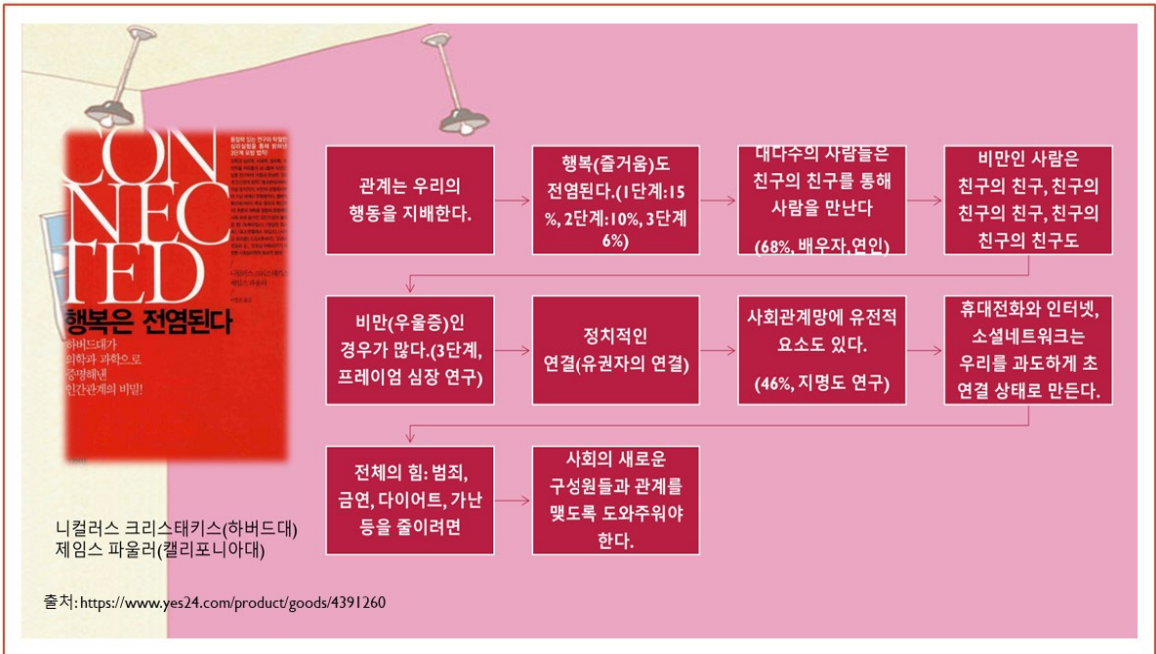 CON
NEC
TED
행복은 전염된다
하버드대가
의학과 과학으로
증명해낸
인간관계의 비밀!
니컬러스 크리스태키스(하버드대)
제임스 파울러(캘리포니아대)
출처: https://www.yes24.com/product/goods/4391260
관계는 우리의
행동을 지배한다.
행복(즐거움)도
전염된다.(1단계:15
%, 2단계:10%, 3단계
6%)
대다수의 사람들은
친구의 친구를 통해
사람을 만난다
(68%, 배우자,연인)
비만인 사람은
친구의 친구, 친구의
친구의 친구, 친구의
친구의 친구도
비만(우울증)인
경우가 많다.(3단계,
프레이엄 심장 연구)
정치적인
연결(유권자의 연결)
사회관계망에 유전적
요소도 있다.
(46%, 지명도 연구)
휴대전화와 인터넷,
소셜네트워크는
우리를 과도하게 초
연결 상태로 만든다.
전체의 힘: 범죄,
금연, 다이어트, 가난
등을 줄이려면
사회의 새로운
구성원들과 관계를
맺도록 도와주워야
한다.